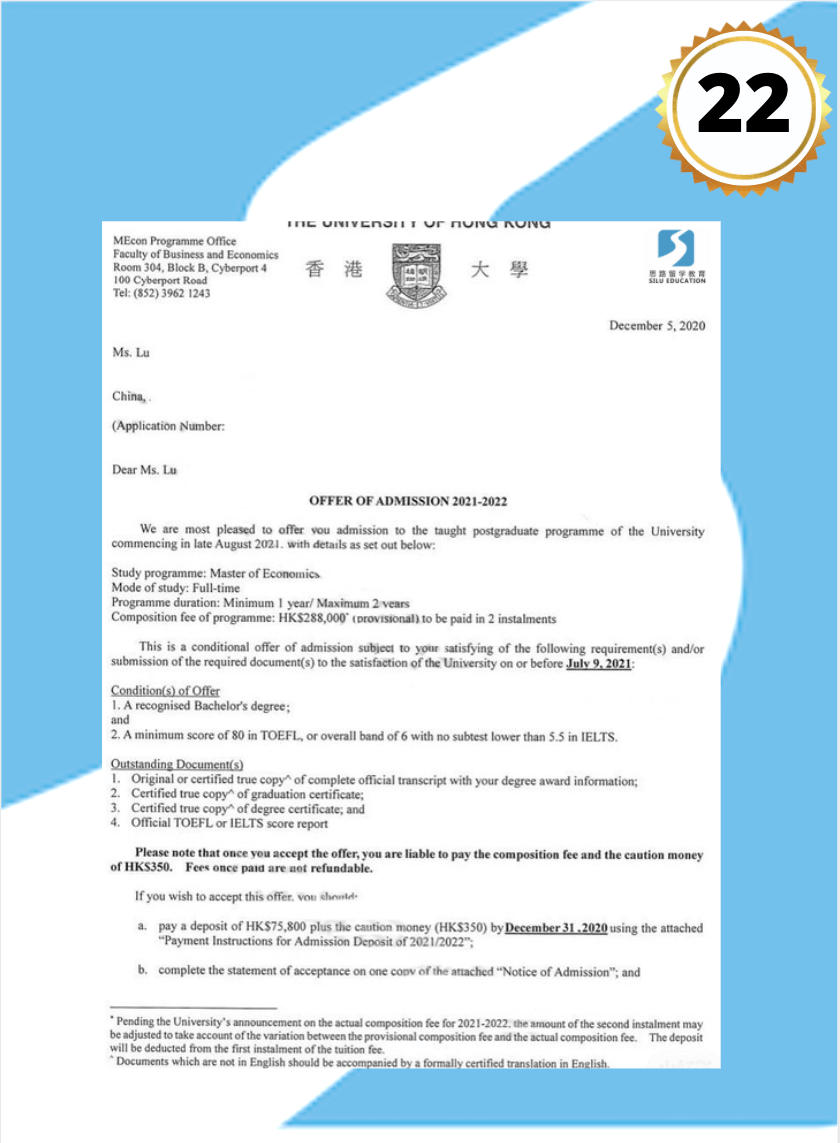 22
THE UNIVERSITY OF HONG KONG
MEcon Programme Office
Faculty of Business and Economics
Room 304, Block B, Cyberport 4
100 Cyberport Road
Tel: (852) 3962 1243
香 港 大 學
思路留学教育
SILU EDUCATION
December 5, 2020
Ms. Lu
China, .
(Application Number:
Dear Ms. Lu
OFFER OF ADMISSION 2021-2022
We are most pleased to offer you admission to the taught postgraduate programme of the University
commencing in late August 2021. with details as set out below:
Study programme: Master of Economics
Mode of study: Full-time
Programme duration: Minimum 1 year/ Maximum 2 years
Composition fee of programme: HK$288,000* (provisional) to be paid in 2 instalments
This is a conditional offer of admission subject to your satisfying of the following requirement(s) and/or
submission of the required document(s) to the satisfaction of the University on or before July 9, 2021:
Condition(s) of Offer
1. A recognised Bachelor's degree;
and
2. A minimum score of 80 in TOEFL, or overall band of 6 with no subtest lower than 5.5 in IELTS.
Outstanding Document(s)
1. Original or certified true copy^ of complete official transcript with your degree award information;
2. Certified true copy^ of graduation certificate;
3. Certified true copy^ of degree certificate; and
4. Official TOEFL or IELTS score report
Please note that once you accept the offer, you are liable to pay the composition fee and the caution money
of HK$350. Fees once paid are not refundable.
If you wish to accept this offer, you should:
a. pay a deposit of HK$75,800 plus the caution money (HK$350) by December 31, 2020 using the attached
"Payment Instructions for Admission Deposit of 2021/2022";
b. complete the statement of acceptance on one copy of the attached "Notice of Admission"; and
* Pending the University's announcement on the actual composition fee for 2021-2022, the amount of the second instalment may
be adjusted to take account of the variation between the provisional composition fee and the actual composition fee. The deposit
will be deducted from the first instalment of the tuition fee.
^ Documents which are not in English should be accompanied by a formally certified translation in English.